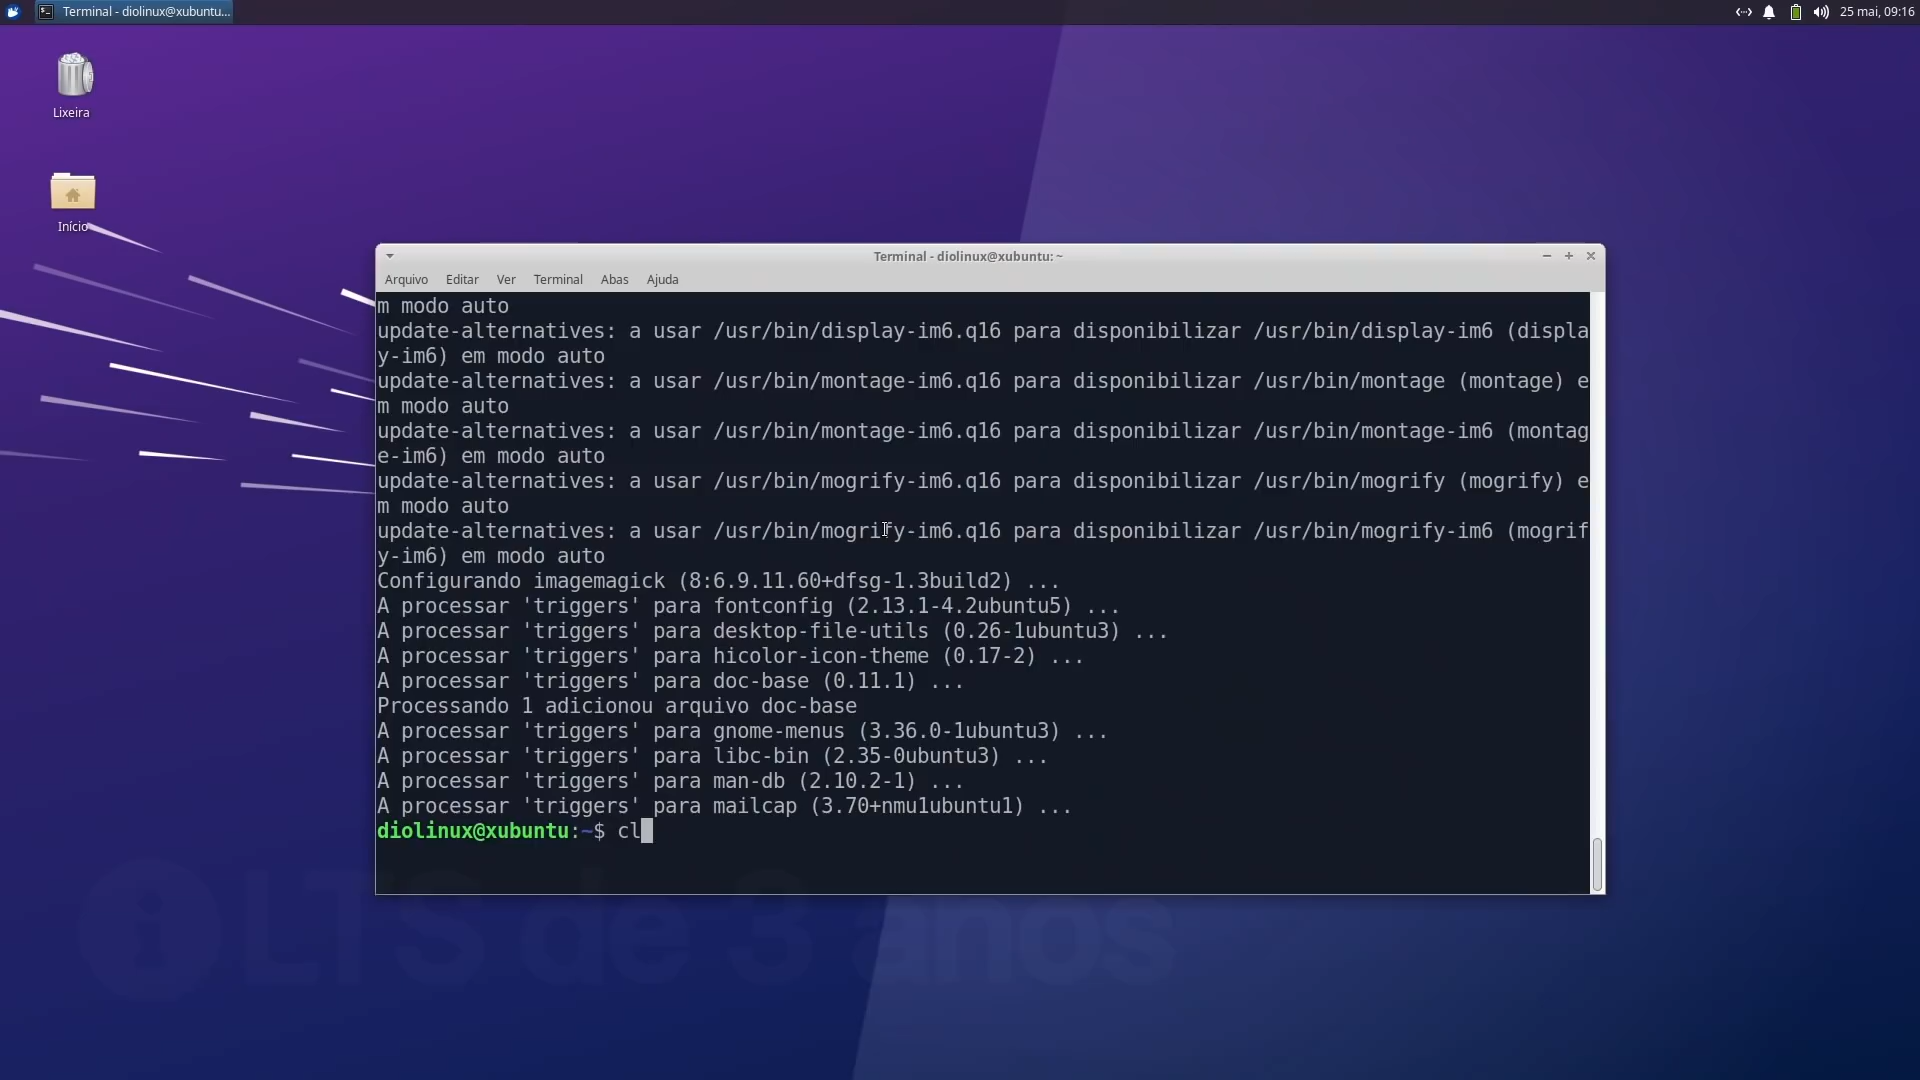 Terminal - diolinux@xubuntu...
25 mai, 09:16
Lixeira
Início
Terminal - diolinux@xubuntu: ~
Arquivo Editar Ver Terminal Abas Ajuda
m modo auto
update-alternatives: a usar /usr/bin/display-im6.q16 para disponibilizar /usr/bin/display-im6 (displa
y-im6) em modo auto
update-alternatives: a usar /usr/bin/montage-im6.q16 para disponibilizar /usr/bin/montage (montage) e
m modo auto
update-alternatives: a usar /usr/bin/montage-im6.q16 para disponibilizar /usr/bin/montage-im6 (montag
e-im6) em modo auto
update-alternatives: a usar /usr/bin/mogrify-im6.q16 para disponibilizar /usr/bin/mogrify (mogrify) e
m modo auto
update-alternatives: a usar /usr/bin/mogrify-im6.q16 para disponibilizar /usr/bin/mogrify-im6 (mogrif
y-im6) em modo auto
Configurando imagemagick (8:6.9.11.60+dfsg-1.3build2) ...
A processar 'triggers' para fontconfig (2.13.1-4.2ubuntu5) ...
A processar 'triggers' para desktop-file-utils (0.26-1ubuntu3) ...
A processar 'triggers' para hicolor-icon-theme (0.17-2) ...
A processar 'triggers' para doc-base (0.11.1) ...
Processando 1 adicionou arquivo doc-base
A processar 'triggers' para gnome-menus (3.36.0-1ubuntu3) ...
A processar 'triggers' para libc-bin (2.35-0ubuntu3) ...
A processar 'triggers' para man-db (2.10.2-1) ...
A processar 'triggers' para mailcap (3.70+nmu1ubuntu1) ...
diolinux@xubuntu:~$ cl
LTS de 3 anos